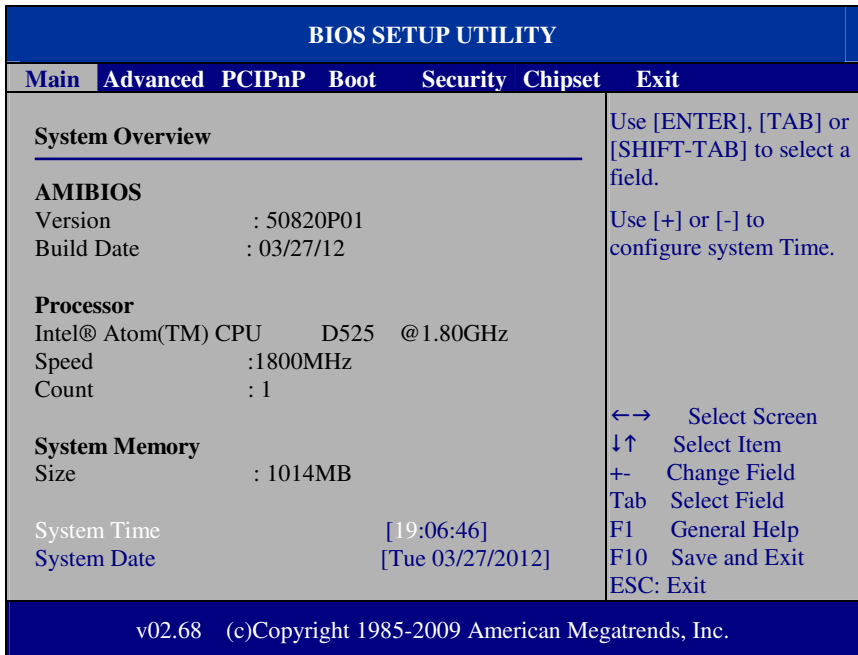 BIOS SETUP UTILITY
Main Advanced PCIPnP Boot Security Chipset Exit
System Overview
AMIBIOS
Version : 50820P01
Build Date : 03/27/12
Processor
Intel® Atom(TM) CPU D525 @1.80GHz
Speed :1800MHz
Count : 1
System Memory
Size : 1014MB
System Time [19:06:46]
System Date [Tue 03/27/2012]
Use [ENTER], [TAB] or
[SHIFT-TAB] to select a
field.
Use [+] or [-] to
configure system Time.
←→ Select Screen
↓↑ Select Item
+- Change Field
Tab Select Field
F1 General Help
F10 Save and Exit
ESC: Exit
v02.68 (c)Copyright 1985-2009 American Megatrends, Inc.